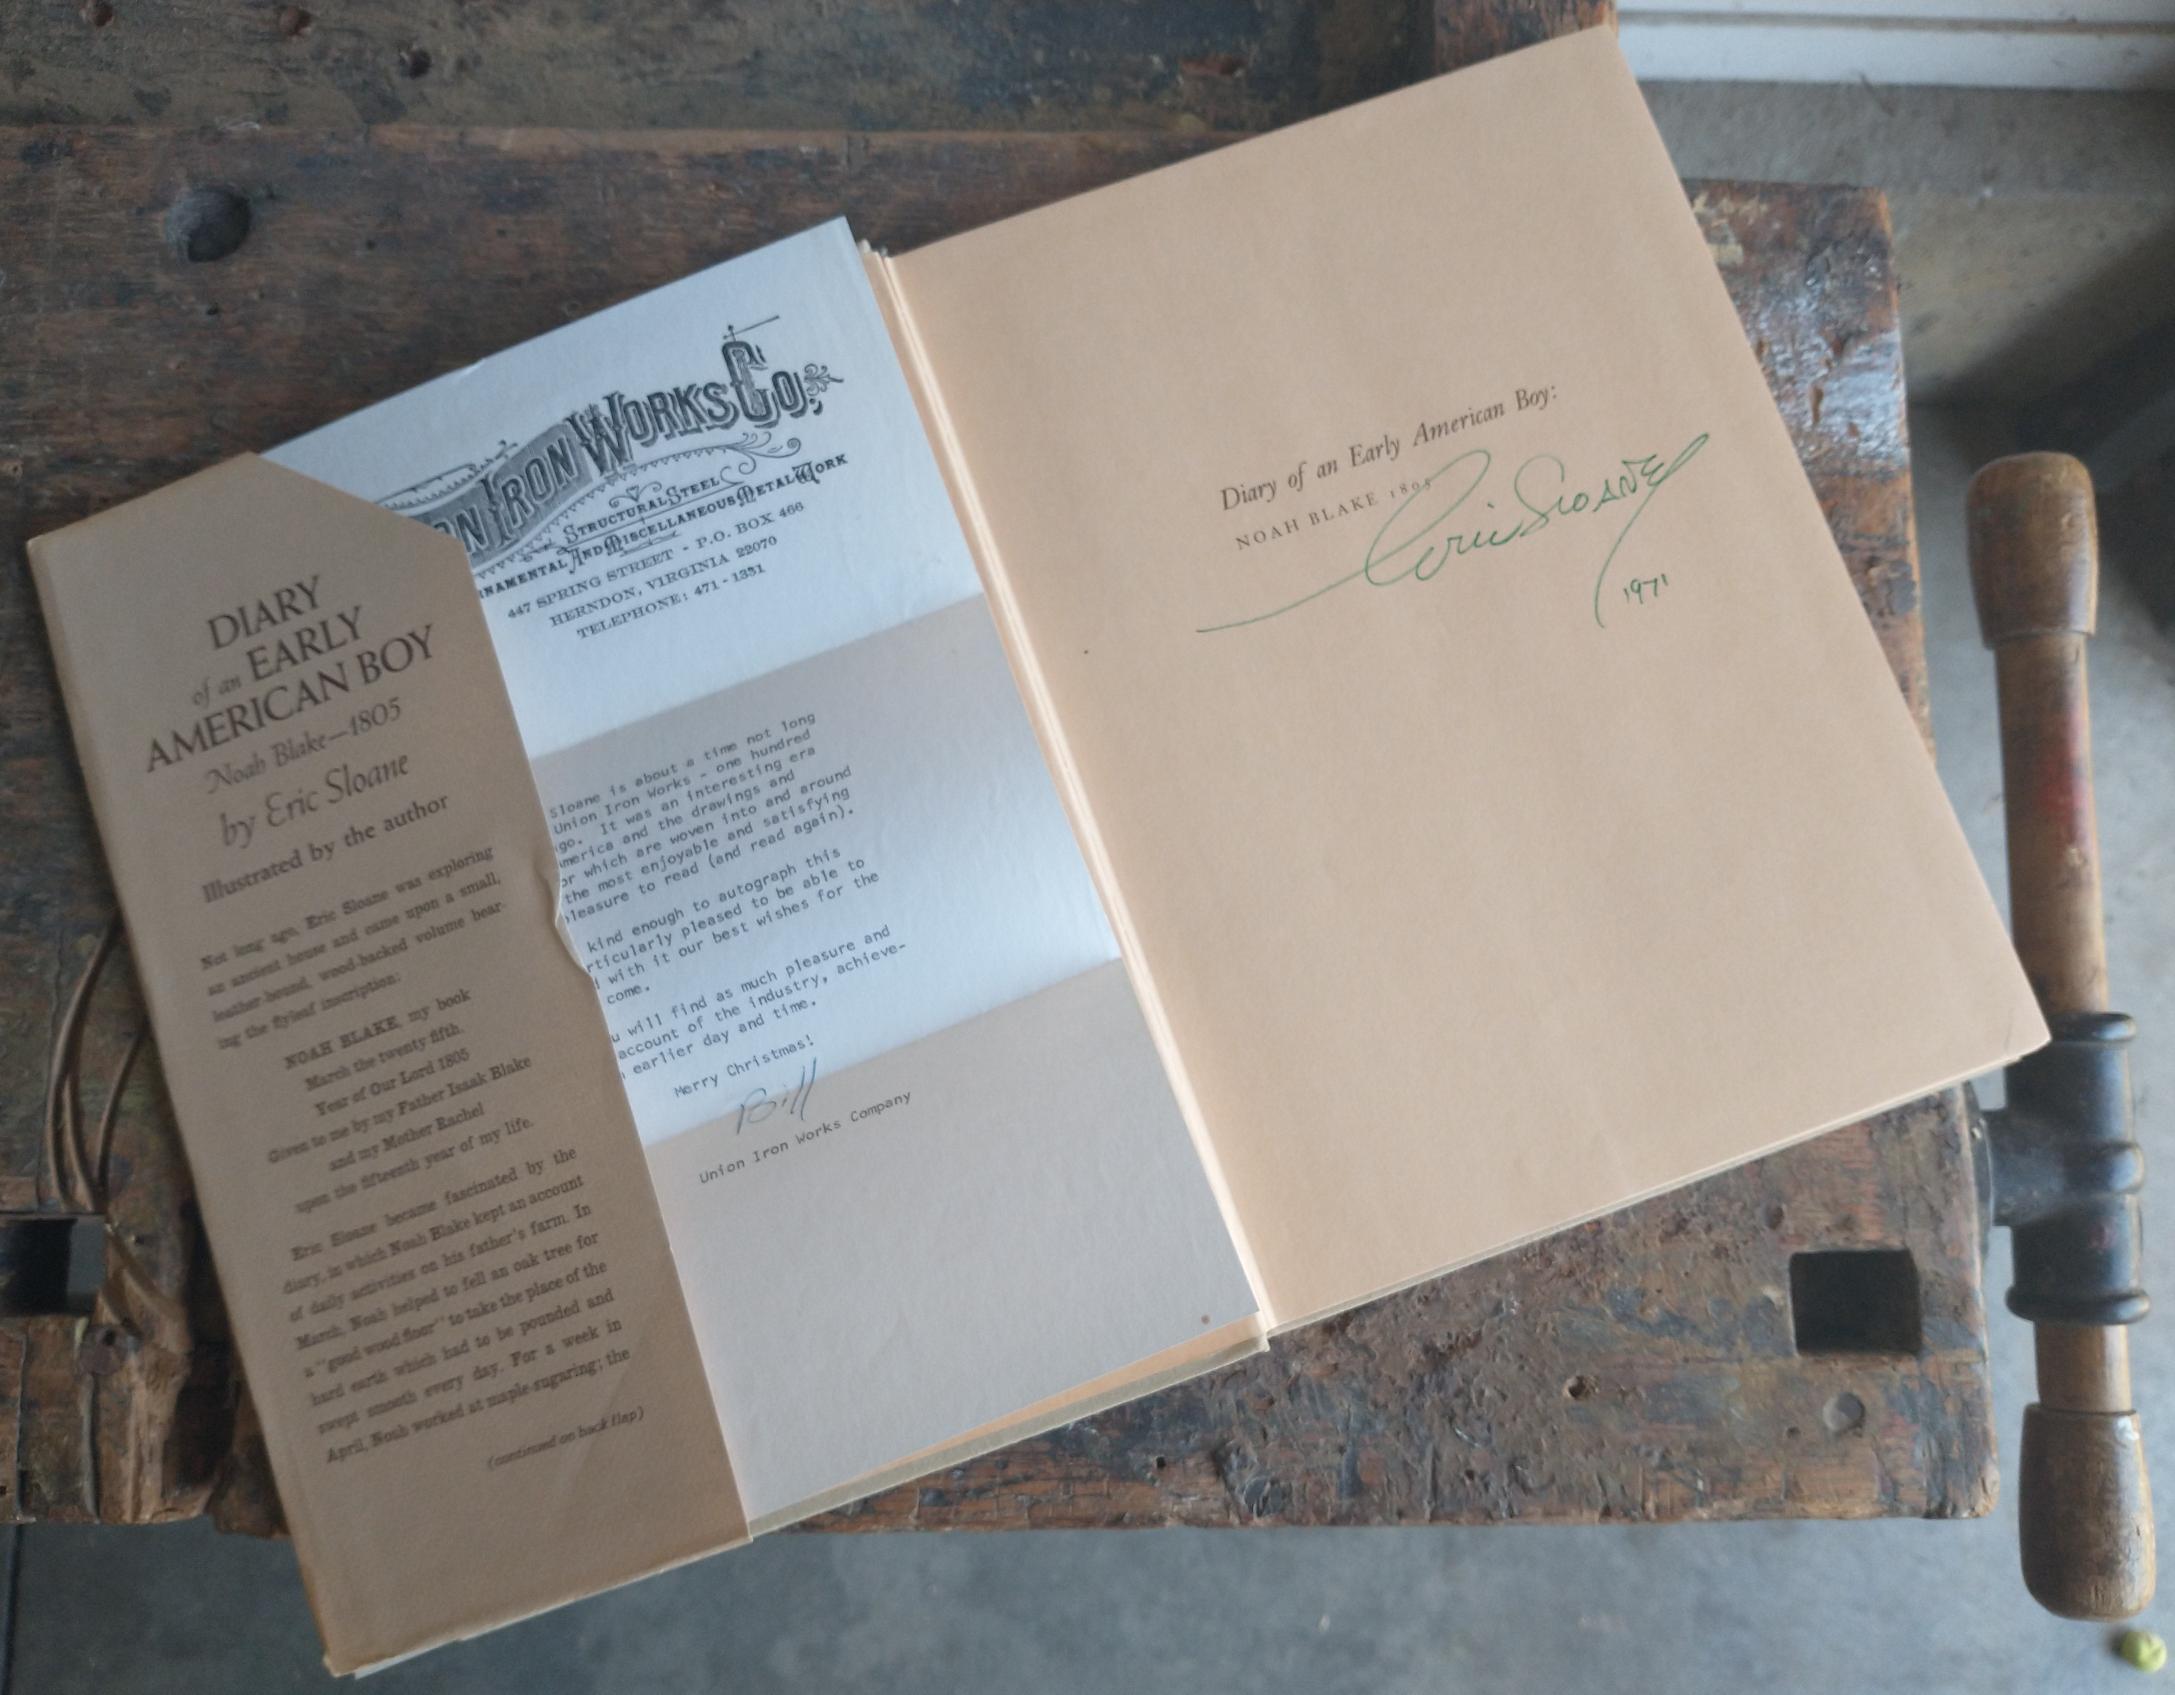 DIARY
of an EARLY
AMERICAN BOY
Noah Blake—1805
by Eric Sloane
Illustrated by the author
Not long ago, Eric Sloane was exploring
an ancient house and came upon a small,
leather-bound, wood-backed volume bear-
ing the flyleaf inscription:
NOAH BLAKE, my book
March the twenty fifth,
Year of Our Lord 1805
Given to me by my Father Isaak Blake
and my Mother Rachel
upon the fifteenth year of my life.
Eric Sloane became fascinated by the
diary, in which Noah Blake kept an account
of daily activities on his father's farm. In
March, Noah helped to fell an oak tree for
a "good wood floor" to take the place of the
hard earth which had to be pounded and
swept smooth every day. For a week in
April, Noah worked at maple-sugaring; the
(continued on back flap)
ON IRON WORKS CO.
STRUCTURAL STEEL
NAMENTAL AND MISCELLANEOUS METAL WORK
447 SPRING STREET - P.O. BOX 466
HERNDON, VIRGINIA 22070
TELEPHONE: 471-1331
Sloane is about a time not long
Union Iron Works - one hundred
go. It was an interesting era
merica and the drawings and
or which are woven into and around
the most enjoyable and satisfying
leasure to read (and read again).
kind enough to autograph this
rticularly pleased to be able to
with it our best wishes for the
come.
u will find as much pleasure and
account of the industry, achieve-
earlier day and time.
Merry Christmas!
Bill
Union Iron Works Company
Diary of an Early American Boy:
NOAH BLAKE 1805
Eric Sloane
1971